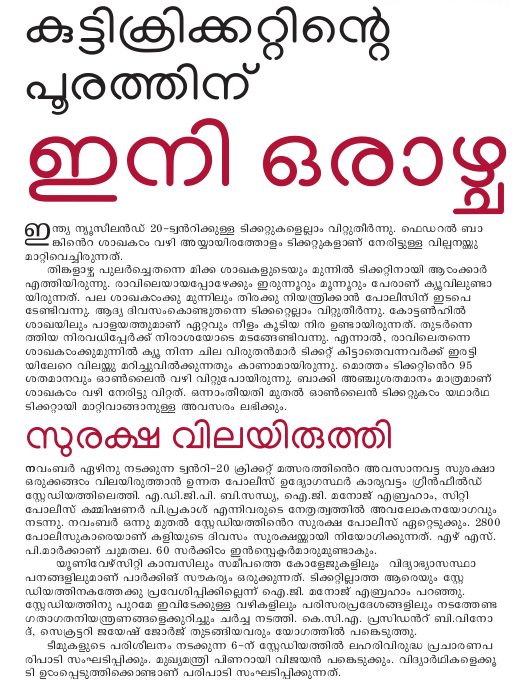 കുട്ടിക്രിക്കറ്റിന്റെ
പൂരത്തിന്
ഇനി ഒരാഴ്ച
ഇന്ത്യ ന്യൂസീലൻഡ് 20-ട്വൻറിക്കുള്ള ടിക്കറ്റുകളെല്ലാം വിറ്റുതീർന്നു. ഫെഡറൽ ബാ
ങ്കിൻെറ ശാഖകൾ വഴി അയ്യായിരത്തോളം ടിക്കറ്റുകളാണ് നേരിട്ടുള്ള വില്പനയ്ക്കു
മാറ്റിവെച്ചിരുന്നത്.
തിങ്കളാഴ്ച പുലർച്ചെതന്നെ മിക്ക ശാഖകളുടെയും മുന്നിൽ ടിക്കറ്റിനായി ആൾക്കാർ
എത്തിയിരുന്നു. രാവിലെയായപ്പോഴേക്കും ഇരുന്നൂറും മൂന്നൂറും പേരാണ് ക്യൂവിലുണ്ടാ
യിരുന്നത്. പല ശാഖകൾക്കു മുന്നിലും തിരക്കു നിയന്ത്രിക്കാൻ പോലീസിന് ഇടപെ
ടേണ്ടിവന്നു. ആദ്യ ദിവസംകൊണ്ടുതന്നെ ടിക്കറ്റെല്ലാം വിറ്റുതീർന്നു. കോട്ടൺഹിൽ
ശാഖയിലും പാളയത്തുമാണ് ഏറ്റവും നീളം കൂടിയ നിര ഉണ്ടായിരുന്നത്. തുടർന്നെ
ത്തിയ നിരവധിപ്പേർക്ക് നിരാശയോടെ മടങ്ങേണ്ടിവന്നു. എന്നാൽ, രാവിലെതന്നെ
ശാഖകൾക്കുമുന്നിൽ ക്യൂ നിന്ന ചില വിരുതൻമാർ ടിക്കറ്റ് കിട്ടാതെവന്നവർക്ക് ഇരട്ടി
യിലേറെ വിലയ്ക്കു മറിച്ചുവിൽക്കുന്നതും കാണാമായിരുന്നു. മൊത്തം ടിക്കറ്റിൻെറ 95
ശതമാനവും ഓൺലൈൻ വഴി വിറ്റുപോയിരുന്നു. ബാക്കി അഞ്ചുശതമാനം മാത്രമാണ്
ശാഖകൾ വഴി നേരിട്ടു വിറ്റത്. ഒന്നാംതീയതി മുതൽ ഓൺലൈൻ ടിക്കറ്റുകൾ യഥാർഥ
ടിക്കറ്റായി മാറ്റിവാങ്ങാനുള്ള അവസരം ലഭിക്കും.
സുരക്ഷ വിലയിരുത്തി
നവംബർ ഏഴിനു നടക്കുന്ന ട്വൻറി-20 ക്രിക്കറ്റ് മത്സരത്തിൻെറ അവസാനവട്ട സുരക്ഷാ
ഒരുക്കങ്ങൾ വിലയിരുത്താൻ ഉന്നത പോലീസ് ഉദ്യോഗസ്ഥർ കാര്യവട്ടം ഗ്രീൻഫീൽഡ്
സ്റ്റേഡിയത്തിലെത്തി. എ.ഡി.ജി.പി. ബി.സന്ധ്യ, ഐ.ജി. മനോജ് എബ്രഹാം, സിറ്റി
പോലീസ് കമ്മിഷണർ പി.പ്രകാശ് എന്നിവരുടെ നേതൃത്വത്തിൽ അവലോകനയോഗവും
നടന്നു. നവംബർ ഒന്നു മുതൽ സ്റ്റേഡിയത്തിൻെറ സുരക്ഷ പോലീസ് ഏറ്റെടുക്കും. 2800
പോലീസുകാരെയാണ് കളിയുടെ ദിവസം സുരക്ഷയ്ക്കായി നിയോഗിക്കുന്നത്. എഴ് എസ്.
പി.മാർക്കാണ് ചുമതല. 60 സർക്കിൾ ഇൻസ്പെക്ടർമാരുമുണ്ടാകും.
യൂണിവേഴ്സിറ്റി കാമ്പസിലും സമീപത്തെ കോളേജുകളിലും വിദ്യാഭ്യാസസ്ഥാ
പനങ്ങളിലുമാണ് പാർക്കിങ് സൗകര്യം ഒരുക്കുന്നത്. ടിക്കറ്റില്ലാത്ത ആരെയും സ്റ്റേ
ഡിയത്തിനകത്തേക്കു പ്രവേശിപ്പിക്കില്ലെന്ന് ഐ.ജി. മനോജ് എബ്രഹാം പറഞ്ഞു.
സ്റ്റേഡിയത്തിനു പുറമേ ഇവിടേക്കുള്ള വഴികളിലും പരിസരപ്രദേശങ്ങളിലും നടത്തേണ്ട
ഗതാഗതനിയന്ത്രണങ്ങളെക്കുറിച്ചും ചർച്ച നടത്തി. കെ.സി.എ. പ്രസിഡൻറ് ബി.വിനോ
ദ്, സെക്രട്ടറി ജയേഷ് ജോർജ് തുടങ്ങിയവരും യോഗത്തിൽ പങ്കെടുത്തു.
ടീമുകളുടെ പരിശീലനം നടക്കുന്ന 6-ന് സ്റ്റേഡിയത്തിൽ ലഹരിവിരുദ്ധ പ്രചാരണപ
രിപാടി സംഘടിപ്പിക്കും. മുഖ്യമന്ത്രി പിണറായി വിജയൻ പങ്കെടുക്കും. വിദ്യാർഥികളെക്കൂ
ടി ഉൾപ്പെടുത്തിക്കൊണ്ടാണ് പരിപാടി സംഘടിപ്പിക്കുന്നത്.